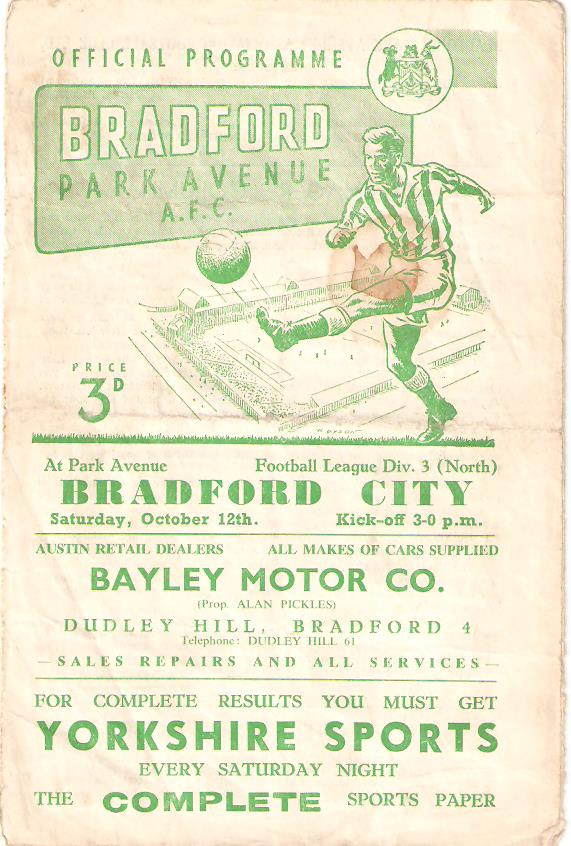 OFFICIAL PROGRAMME
BRADFORD
PARK AVENUE
A.F.C.
PRICE
3D
R. DYSON
At Park Avenue Football League Div. 3 (North)
BRADFORD CITY
Saturday, October 12th. Kick-off 3-0 p.m.
AUSTIN RETAIL DEALERS ALL MAKES OF CARS SUPPLIED
BAYLEY MOTOR CO.
(Prop. ALAN PICKLES)
DUDLEY HILL, BRADFORD 4
Telephone: DUDLEY HILL 61
—SALES REPAIRS AND ALL SERVICES—
FOR COMPLETE RESULTS YOU MUST GET
YORKSHIRE SPORTS
EVERY SATURDAY NIGHT
THE COMPLETE SPORTS PAPER